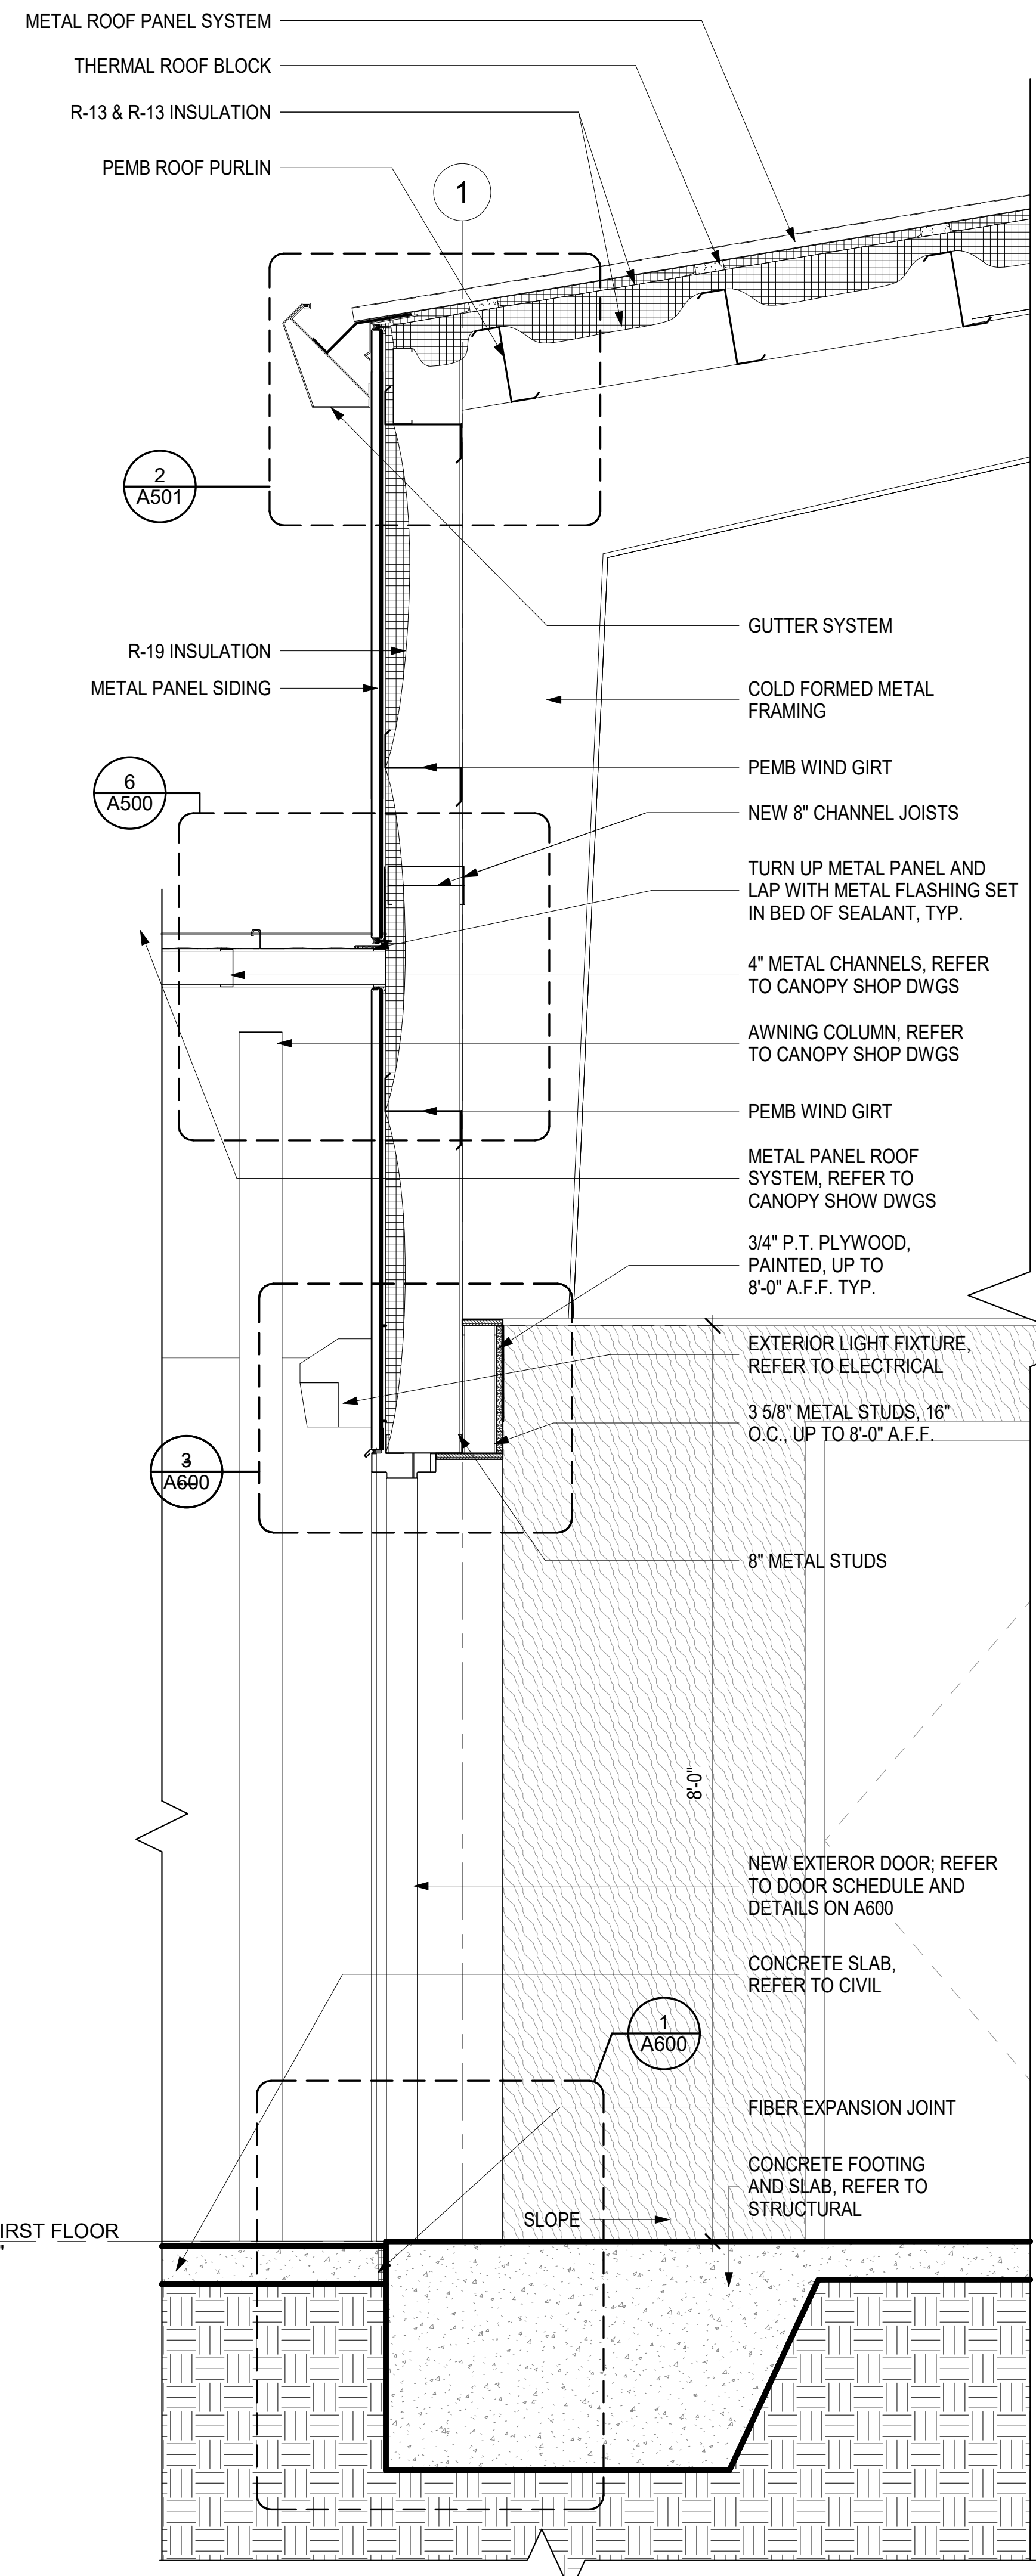 METAL ROOF PANEL SYSTEM
THERMAL ROOF BLOCK
R-13 & R-13 INSULATION
PEMB ROOF PURLIN
1
2
A501
GUTTER SYSTEM
R-19 INSULATION
METAL PANEL SIDING
COLD FORMED METAL
FRAMING
PEMB WIND GIRT
6
A500
NEW 8" CHANNEL JOISTS
TURN UP METAL PANEL AND
LAP WITH METAL FLASHING SET
IN BED OF SEALANT, TYP.
4" METAL CHANNELS, REFER
TO CANOPY SHOP DWGS
AWNING COLUMN, REFER
TO CANOPY SHOP DWGS
PEMB WIND GIRT
METAL PANEL ROOF
SYSTEM, REFER TO
CANOPY SHOW DWGS
3/4" P.T. PLYWOOD,
PAINTED, UP TO
8'-0" A.F.F. TYP.
EXTERIOR LIGHT FIXTURE,
REFER TO ELECTRICAL
3 5/8" METAL STUDS, 16"
O.C., UP TO 8'-0" A.F.F.
3
A600
8" METAL STUDS
8'-0"
NEW EXTEROR DOOR; REFER
TO DOOR SCHEDULE AND
DETAILS ON A600
CONCRETE SLAB,
REFER TO CIVIL
1
A600
FIBER EXPANSION JOINT
CONCRETE FOOTING
AND SLAB, REFER TO
STRUCTURAL
SLOPE
IRST FLOOR